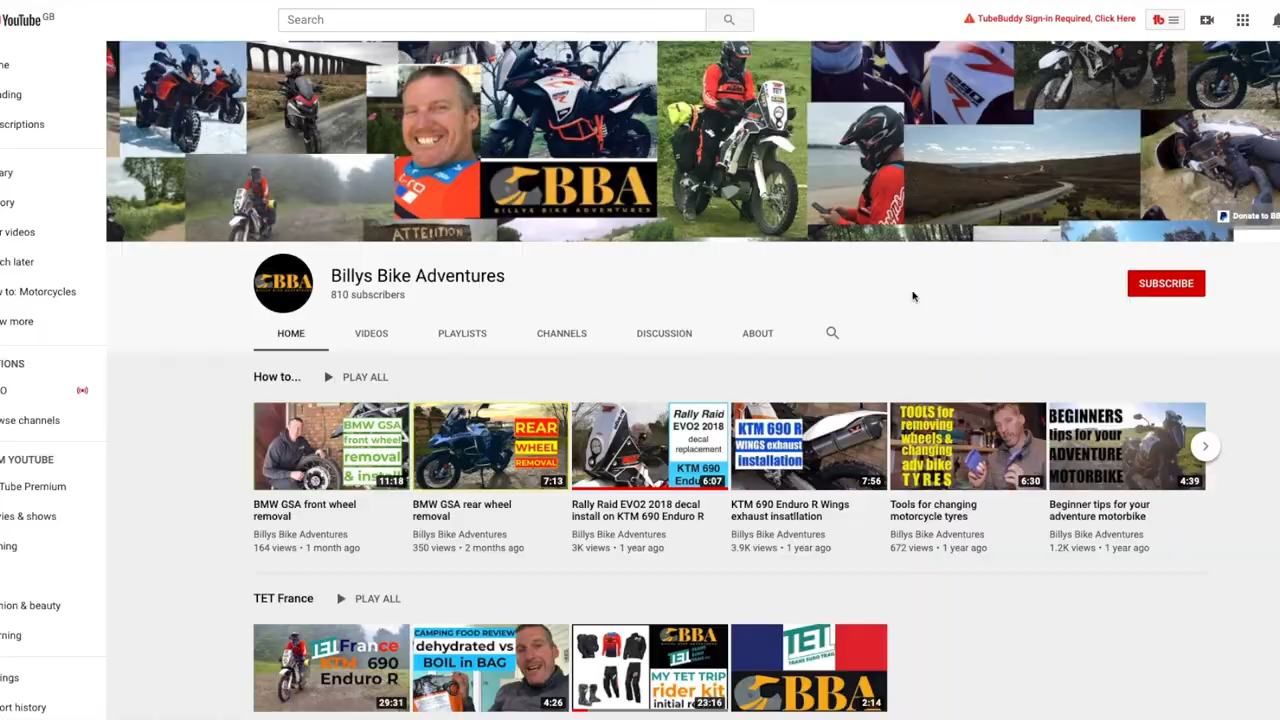 YouTube GB
Search
TubeBuddy Sign-in Required, Click Here
tb
ne
ading
scriptions
ary
ory
r videos
ch later
v to: Motorcycles
w more
TIONS
O
wse channels
M YOUTUBE
Tube Premium
vies & shows
ning
hion & beauty
rning
ings
ort history
BBA
BILLYS BIKE ADVENTURES
TET
ATTENTION
Donate to BB
BBA
Billys Bike Adventures
810 subscribers
SUBSCRIBE
HOME
VIDEOS
PLAYLISTS
CHANNELS
DISCUSSION
ABOUT
How to...
PLAY ALL
BMW GSA
front wheel
removal
& install
11:18
BMW GSA front wheel
removal
Billys Bike Adventures
164 views • 1 month ago
REAR
WHEEL
REMOVAL
7:13
BMW GSA rear wheel
removal
Billys Bike Adventures
350 views • 2 months ago
Rally Raid
EVO2 2018
decal
replacement
KTM 690
Endu
6:07
Rally Raid EVO2 2018 decal
install on KTM 690 Enduro R
Billys Bike Adventures
3K views • 1 year ago
KTM 690 R
WINGS exhaust
installation
7:56
KTM 690 Enduro R Wings
exhaust insatllation
Billys Bike Adventures
3.9K views • 1 year ago
TOOLS for
removing
wheels &
changing
adv bike
TYRES
6:30
Tools for changing
motorcycle tyres
Billys Bike Adventures
672 views • 1 year ago
BEGINNERS
tips for your
ADVENTURE
MOTORBIKE
4:39
Beginner tips for your
adventure motorbike
Billys Bike Adventures
1.2K views • 1 year ago
TET France
PLAY ALL
TET France
KTM 690
Enduro R
29:31
CAMPING FOOD REVIEW
dehydrated vs
BOIL in BAG
4:26
BBA
TET
MY TET TRIP
rider kit
initial r
23:16
TET
TRANS EURO TRAIL
BBA
2:14